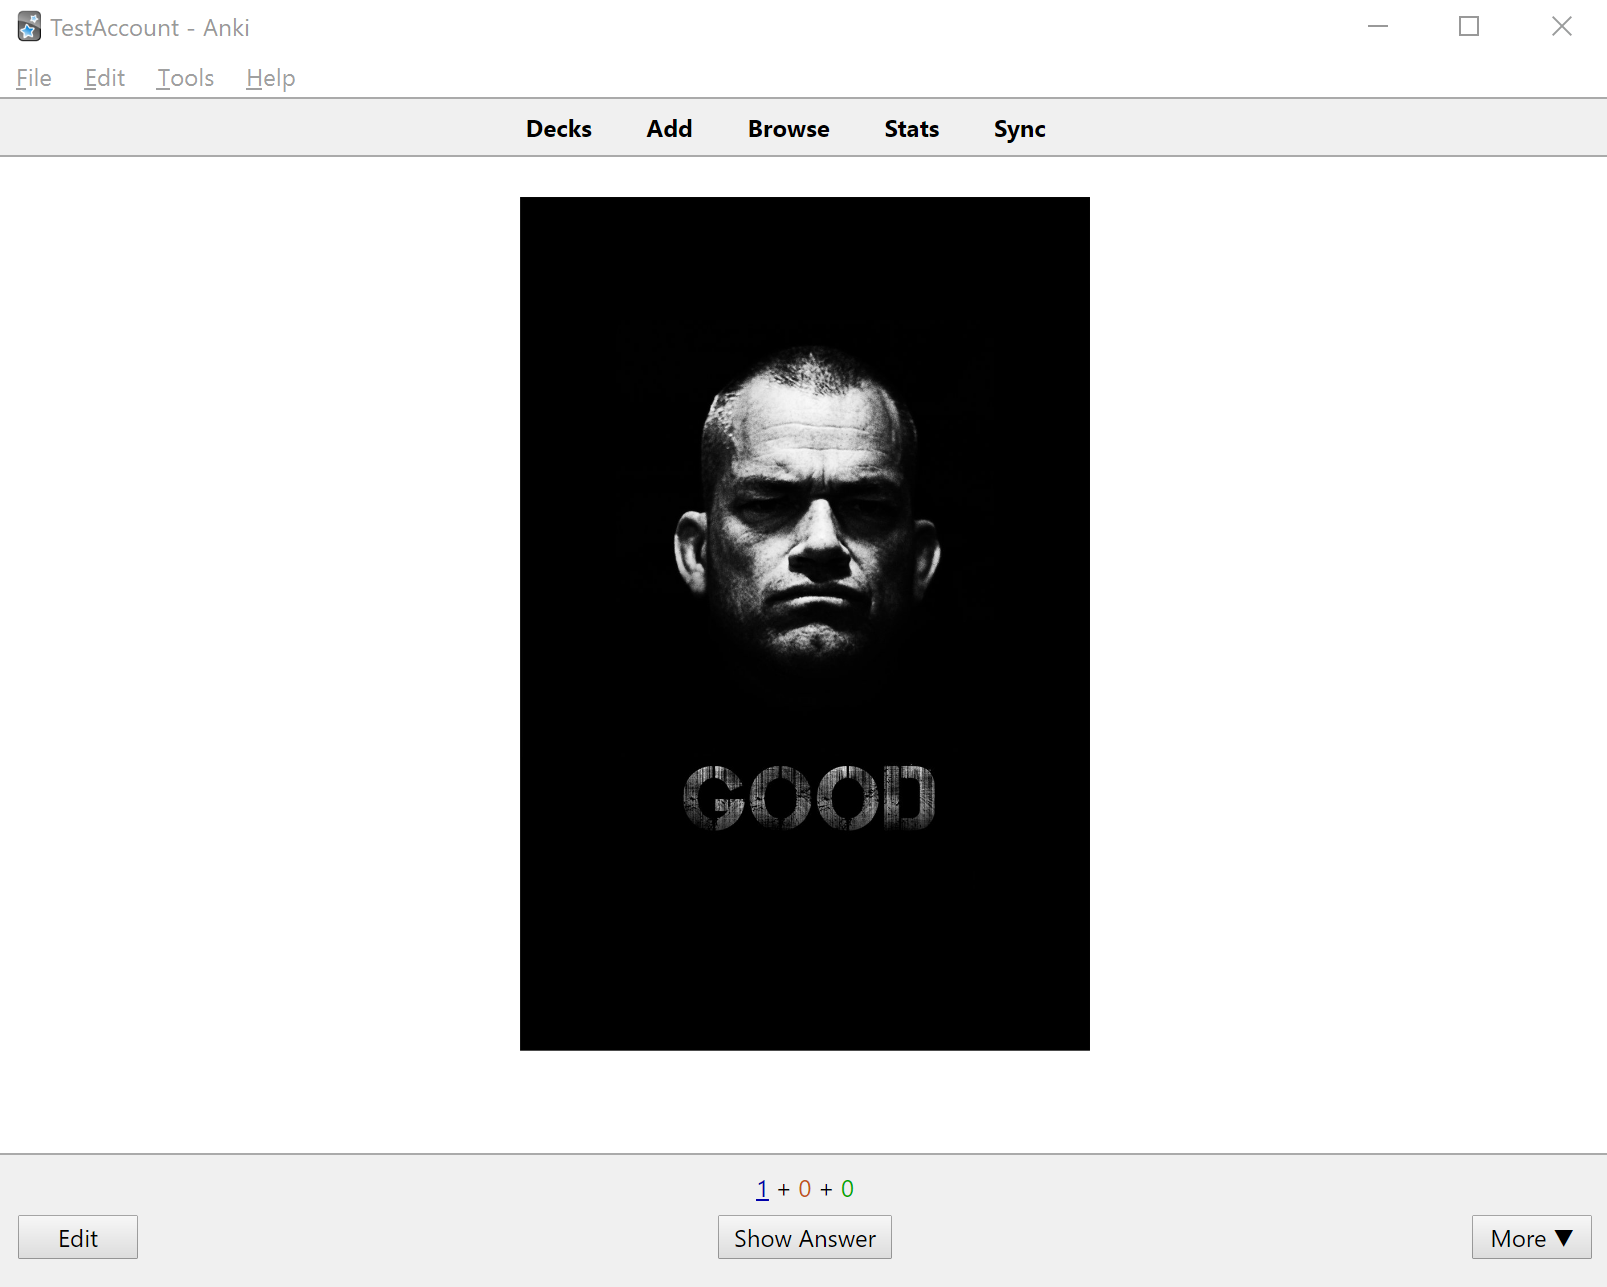 TestAccount - Anki
File Edit Tools Help
Decks Add Browse Stats Sync
GOOD
1 + 0 + 0
Edit Show Answer More ▼